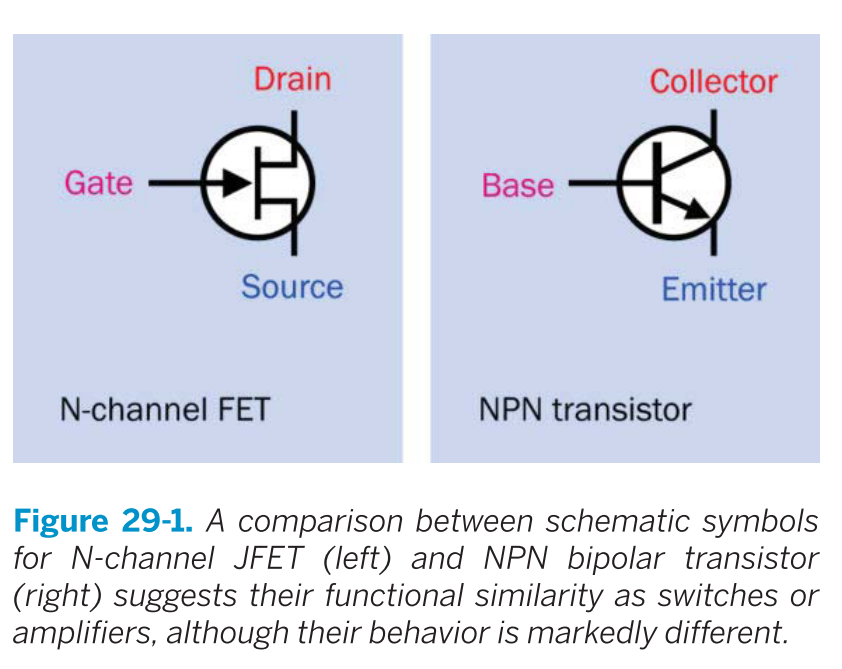 Drain
Gate
Source
N-channel FET
Collector
Base
Emitter
NPN transistor
Figure 29-1. A comparison between schematic symbols
for N-channel JFET (left) and NPN bipolar transistor
(right) suggests their functional similarity as switches or
amplifiers, although their behavior is markedly different.